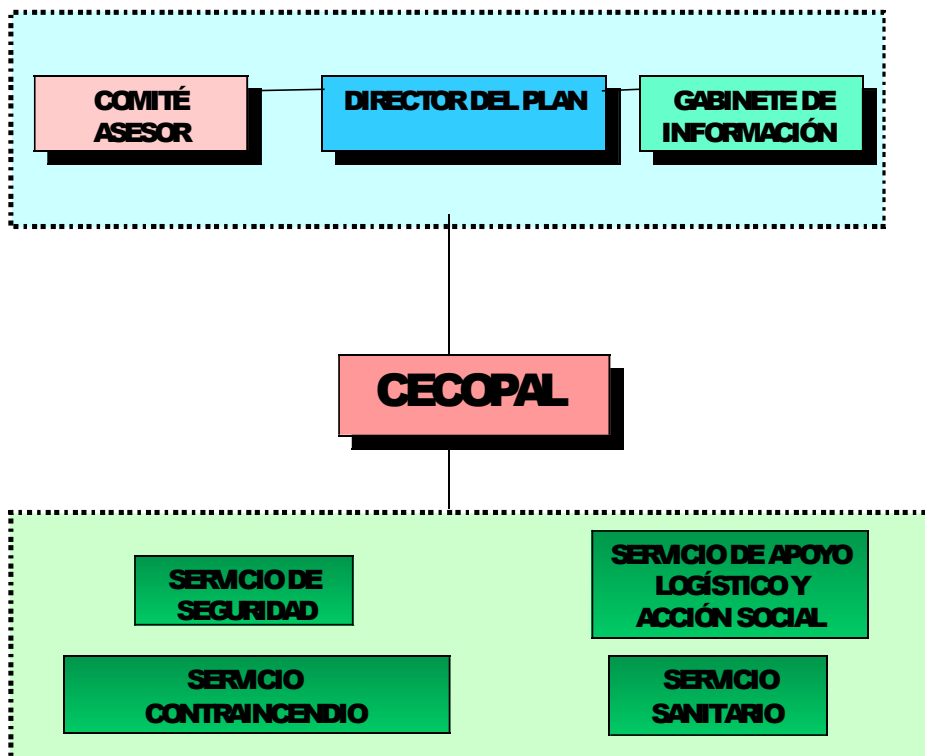 COMITÉ
ASESOR
DIRECTOR DEL PLAN
GABINETE DE
INFORMACIÓN
CECOPAL
SERVICIO DE
SEGURIDAD
SERVICIO DE APOYO
LOGÍSTICO Y
ACCIÓN SOCIAL
SERVICIO
CONTRAINCENDIO
SERVICIO
SANITARIO